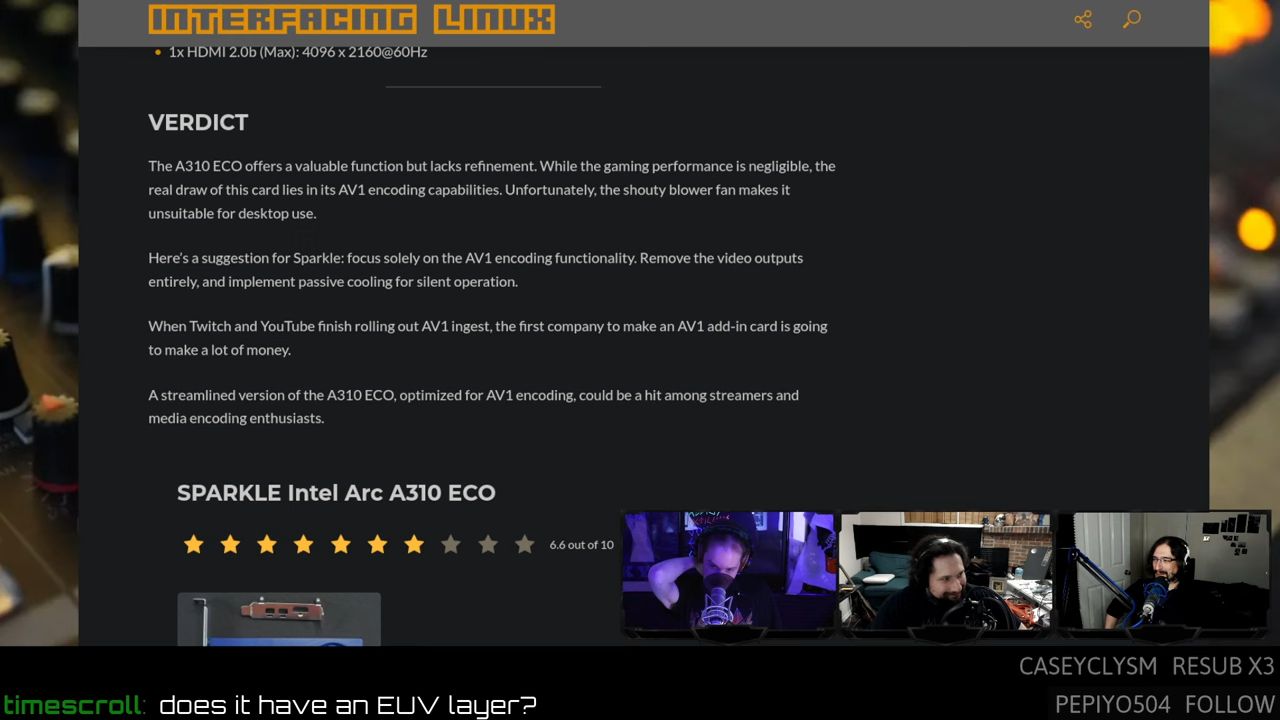 INTERFACING LINUX
1x HDMI 2.0b (Max): 4096 x 2160@60Hz
VERDICT
The A310 ECO offers a valuable function but lacks refinement. While the gaming performance is negligible, the
real draw of this card lies in its AV1 encoding capabilities. Unfortunately, the shouty blower fan makes it
unsuitable for desktop use.
Here's a suggestion for Sparkle: focus solely on the AV1 encoding functionality. Remove the video outputs
entirely, and implement passive cooling for silent operation.
When Twitch and YouTube finish rolling out AV1 ingest, the first company to make an AV1 add-in card is going
to make a lot of money.
A streamlined version of the A310 ECO, optimized for AV1 encoding, could be a hit among streamers and
media encoding enthusiasts.
SPARKLE Intel Arc A310 ECO
6.6 out of 10
CASEYCLYSM RESUB X3
timescroll: does it have an EUV layer?
PEPIYO504 FOLLOW